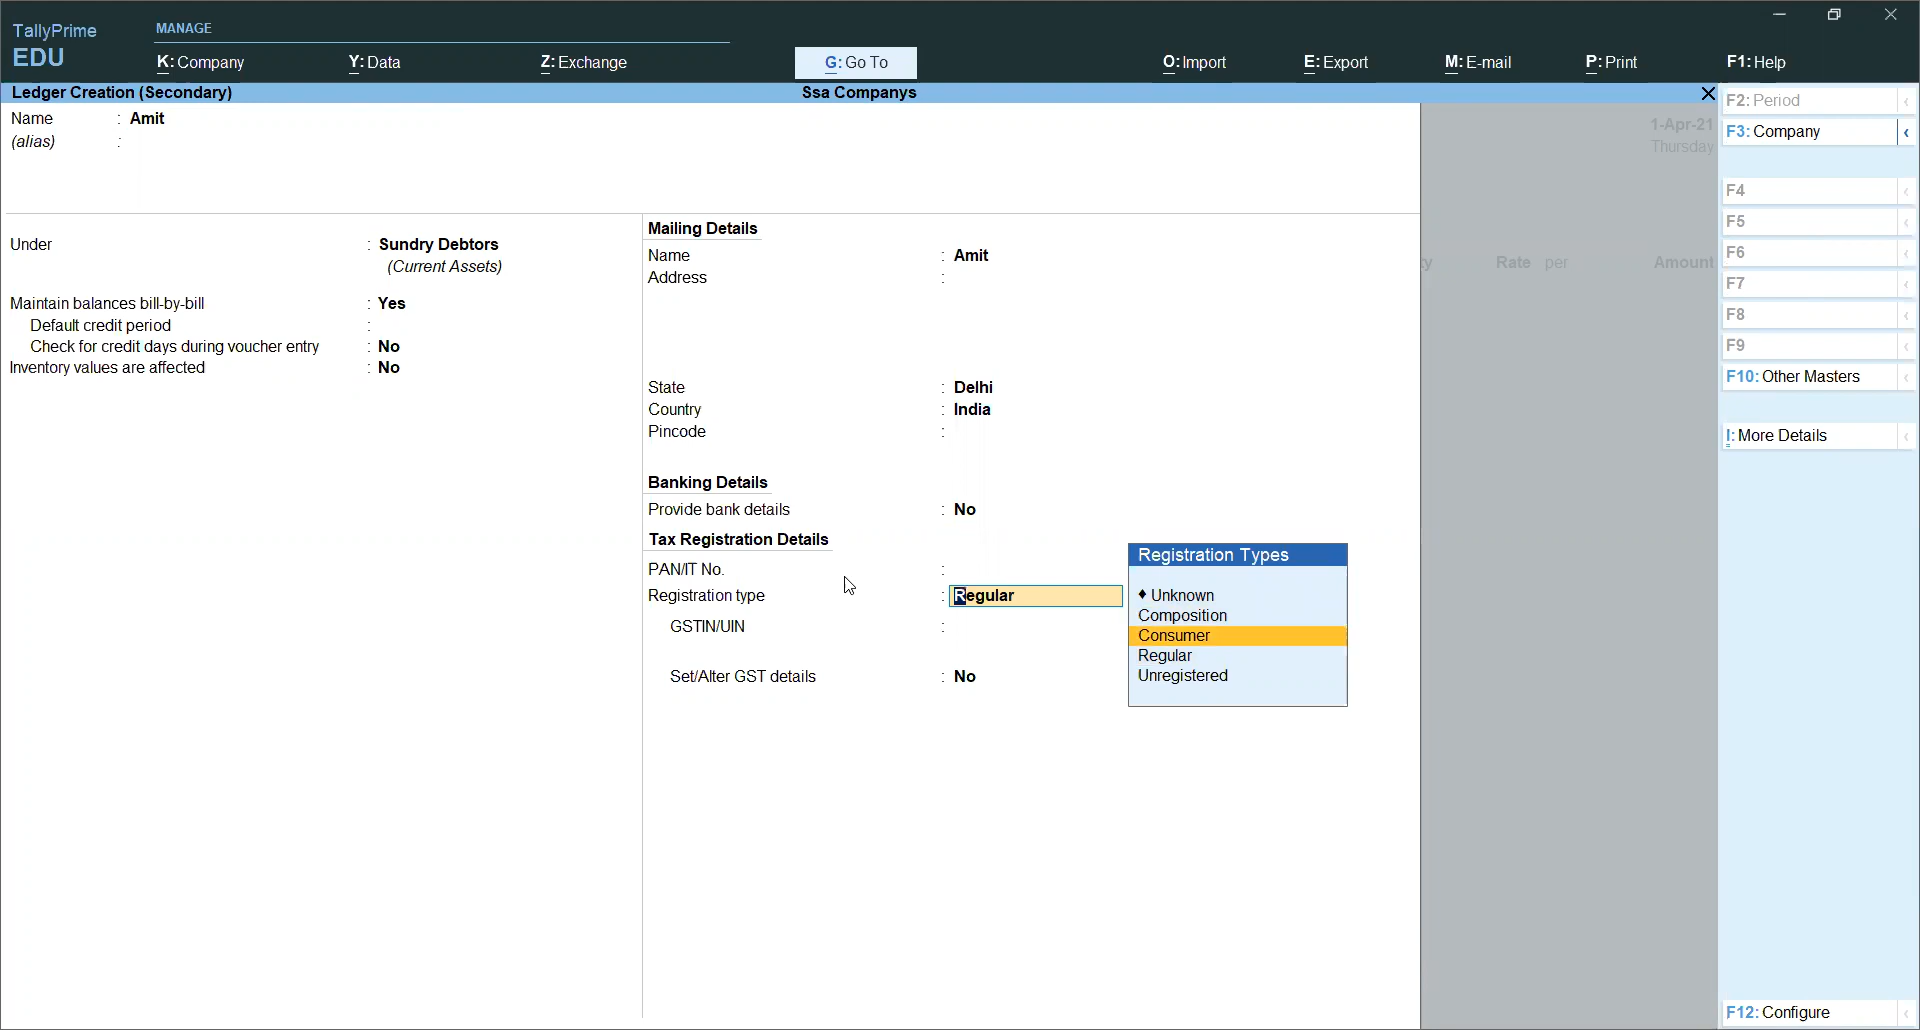 TallyPrime
EDU
MANAGE
K: Company
Y: Data
Z: Exchange
G: Go To
O: Import
E: Export
M: E-mail
P: Print
F1: Help
Ledger Creation (Secondary)
Ssa Companys
Name : Amit
(alias) :
1-Apr-21
Thursday
Under : Sundry Debtors
(Current Assets)
Maintain balances bill-by-bill : Yes
Default credit period :
Check for credit days during voucher entry : No
Inventory values are affected : No
Mailing Details
Name : Amit
Address :
State : Delhi
Country : India
Pincode :
Banking Details
Provide bank details : No
Tax Registration Details
PAN/IT No. :
Registration type : Regular
GSTIN/UIN :
Set/Alter GST details : No
Registration Types
♦ Unknown
Composition
Consumer
Regular
Unregistered
Rate per Amount
F2: Period
F3: Company
F4
F5
F6
F7
F8
F9
F10: Other Masters
I: More Details
F12: Configure